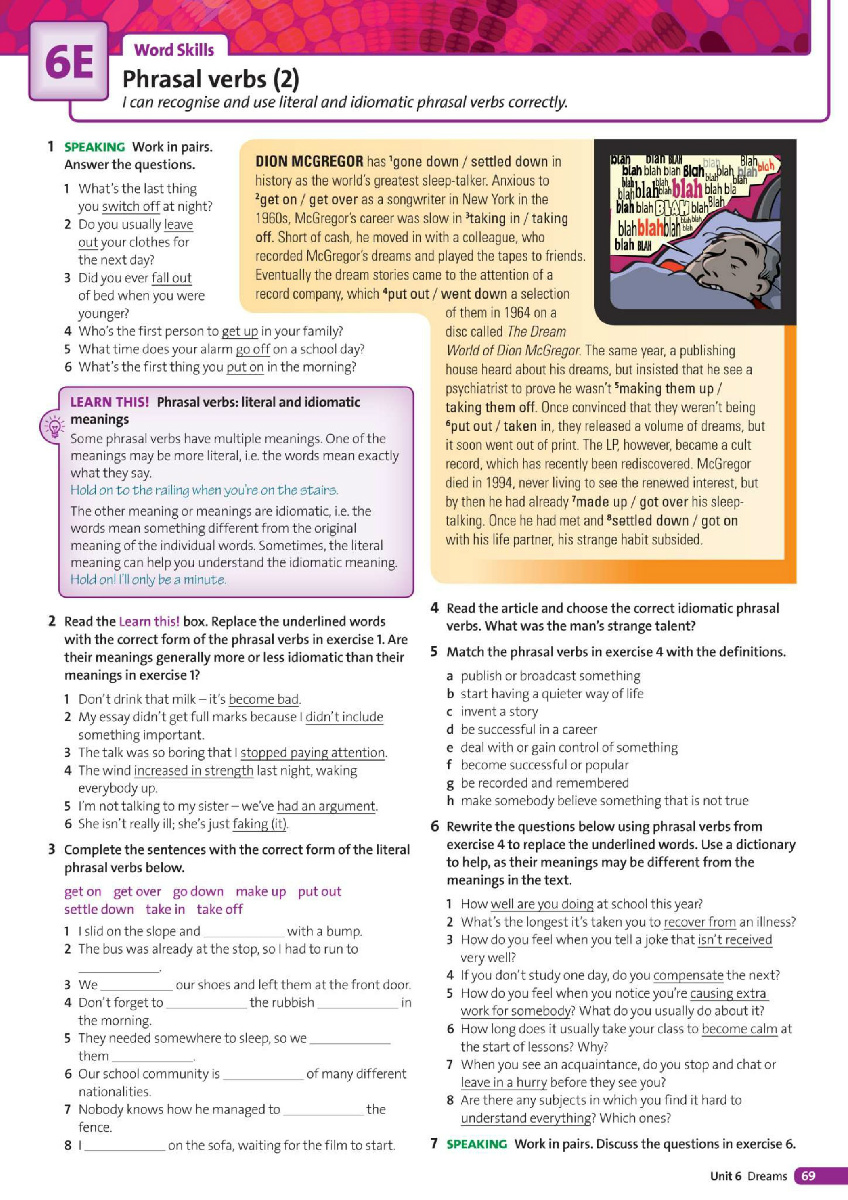 6E
Word Skills
Phrasal verbs (2)
I can recognise and use literal and idiomatic phrasal verbs correctly.
1 SPEAKING Work in pairs.
Answer the questions.
1 What's the last thing
you switch off at night?
2 Do you usually leave
out your clothes for
the next day?
3 Did you ever fall out
of bed when you were
younger?
4 Who's the first person to get up in your family?
5 What time does your alarm go off on a school day?
6 What's the first thing you put on in the morning?
LEARN THIS! Phrasal verbs: literal and idiomatic
meanings
Some phrasal verbs have multiple meanings. One of the
meanings may be more literal, i.e. the words mean exactly
what they say.
Hold on to the railing when you're on the stairs.
The other meaning or meanings are idiomatic, i.e. the
words mean something different from the original
meaning of the individual words. Sometimes, the literal
meaning can help you understand the idiomatic meaning.
Hold on! I'll only be a minute.
2 Read the Learn this! box. Replace the underlined words
with the correct form of the phrasal verbs in exercise 1. Are
their meanings generally more or less idiomatic than their
meanings in exercise 1?
1 Don't drink that milk – it's become bad.
2 My essay didn't get full marks because I didn't include
something important.
3 The talk was so boring that I stopped paying attention.
4 The wind increased in strength last night, waking
everybody up.
5 I'm not talking to my sister – we've had an argument.
6 She isn't really ill; she's just faking (it).
3 Complete the sentences with the correct form of the literal
phrasal verbs below.
get on get over go down make up put out
settle down take in take off
1 I slid on the slope and ____________ with a bump.
2 The bus was already at the stop, so I had to run to
____________.
3 We ___________ our shoes and left them at the front door.
4 Don't forget to ____________ the rubbish ____________ in
the morning.
5 They needed somewhere to sleep, so we ____________
them ____________.
6 Our school community is ____________ of many different
nationalities.
7 Nobody knows how he managed to ____________ the
fence.
8 I ____________ on the sofa, waiting for the film to start.
DION MCGREGOR has ¹gone down / settled down in
history as the world's greatest sleep-talker. Anxious to
²get on / get over as a songwriter in New York in the
1960s, McGregor's career was slow in ³taking in / taking
off. Short of cash, he moved in with a colleague, who
recorded McGregor's dreams and played the tapes to friends.
Eventually the dream stories came to the attention of a
record company, which ⁴put out / went down a selection
of them in 1964 on a
disc called The Dream
World of Dion McGregor. The same year, a publishing
house heard about his dreams, but insisted that he see a
psychiatrist to prove he wasn't ⁵making them up /
taking them off. Once convinced that they weren't being
⁶put out / taken in, they released a volume of dreams, but
it soon went out of print. The LP, however, became a cult
record, which has recently been rediscovered. McGregor
died in 1994, never living to see the renewed interest, but
by then he had already ⁷made up / got over his sleep-
talking. Once he had met and ⁸settled down / got on
with his life partner, his strange habit subsided.
blah blah BLAH blah Blah
blah blah blah Blah blah blah blah blah
blah blah blah blah blah blah bla
blah blah BLAH blah Blah
blah blah blah blah blah blah
blah BLAH
4 Read the article and choose the correct idiomatic phrasal
verbs. What was the man's strange talent?
5 Match the phrasal verbs in exercise 4 with the definitions.
a publish or broadcast something
b start having a quieter way of life
c invent a story
d be successful in a career
e deal with or gain control of something
f become successful or popular
g be recorded and remembered
h make somebody believe something that is not true
6 Rewrite the questions below using phrasal verbs from
exercise 4 to replace the underlined words. Use a dictionary
to help, as their meanings may be different from the
meanings in the text.
1 How well are you doing at school this year?
2 What's the longest it's taken you to recover from an illness?
3 How do you feel when you tell a joke that isn't received
very well?
4 If you don't study one day, do you compensate the next?
5 How do you feel when you notice you're causing extra
work for somebody? What do you usually do about it?
6 How long does it usually take your class to become calm at
the start of lessons? Why?
7 When you see an acquaintance, do you stop and chat or
leave in a hurry before they see you?
8 Are there any subjects in which you find it hard to
understand everything? Which ones?
7 SPEAKING Work in pairs. Discuss the questions in exercise 6.
Unit 6 Dreams 69